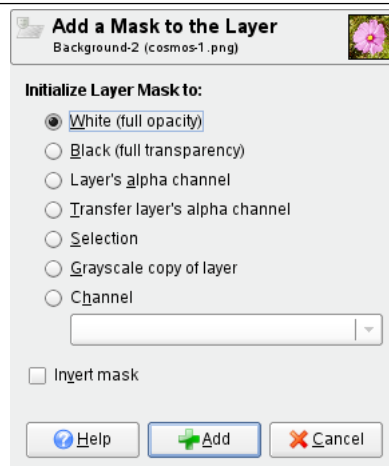 Add a Mask to the Layer
Background-2 (cosmos-1.png)
Initialize Layer Mask to:
White (full opacity)
Black (full transparency)
Layer's alpha channel
Transfer layer's alpha channel
Selection
Grayscale copy of layer
Channel
Invert mask
Help Add Cancel